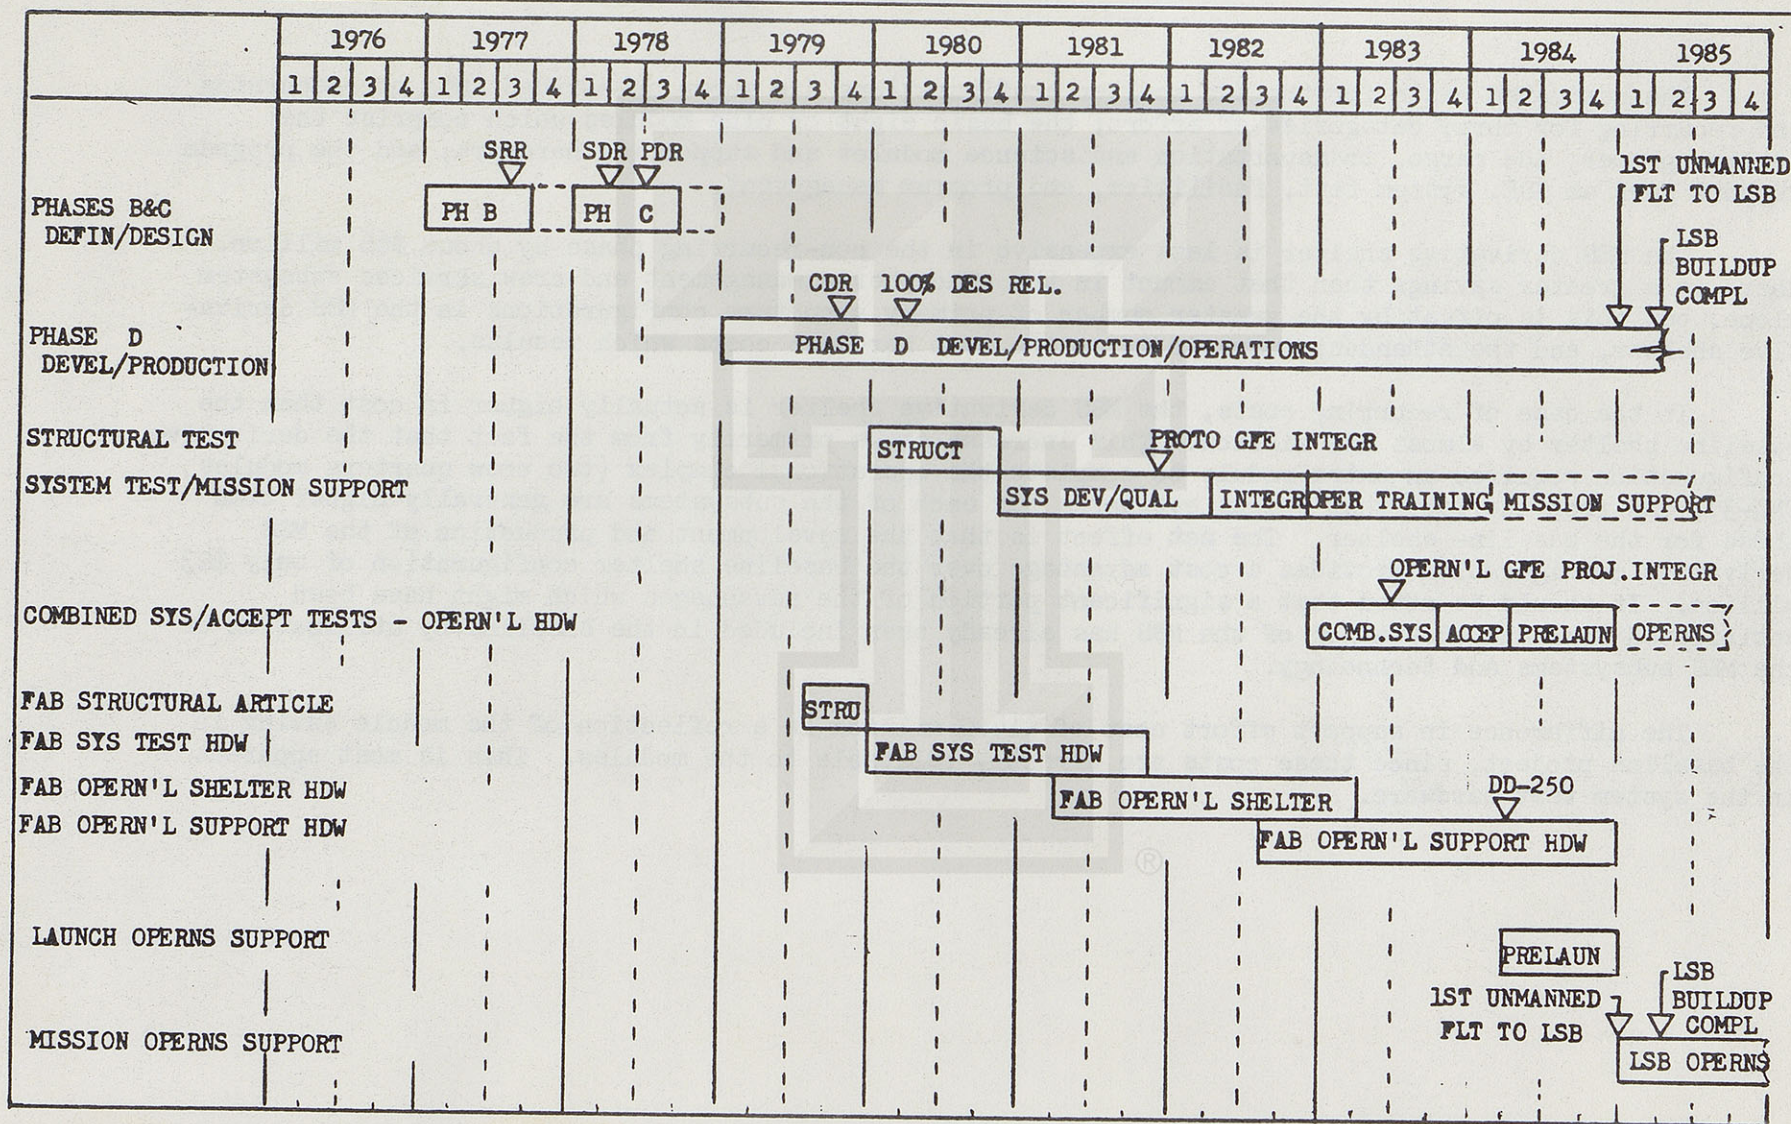 1976 1977 1978 1979 1980 1981 1982 1983 1984 1985
1 2 3 4 1 2 3 4 1 2 3 4 1 2 3 4 1 2 3 4 1 2 3 4 1 2 3 4 1 2 3 4 1 2 3 4 1 2 3 4
SRR SDR PDR
1ST UNMANNED
FLT TO LSB
PHASES B&C
DEFIN/DESIGN
PH B PH C
LSB
BUILDUP
COMPL
CDR 100% DES REL.
PHASE D
DEVEL/PRODUCTION
PHASE D DEVEL/PRODUCTION/OPERATIONS
STRUCTURAL TEST
STRUCT
PROTO GFE INTEGR
SYSTEM TEST/MISSION SUPPORT
SYS DEV/QUAL INTEGR OPER TRAINING MISSION SUPPORT
OPERN'L GFE PROJ.INTEGR
COMBINED SYS/ACCEPT TESTS - OPERN'L HDW
COMB.SYS ACCEP PRELAUN OPERNS
FAB STRUCTURAL ARTICLE
STRU
FAB SYS TEST HDW
FAB SYS TEST HDW
FAB OPERN'L SHELTER HDW
FAB OPERN'L SHELTER
DD-250
FAB OPERN'L SUPPORT HDW
FAB OPERN'L SUPPORT HDW
®
LAUNCH OPERNS SUPPORT
PRELAUN
1ST UNMANNED
FLT TO LSB
LSB
BUILDUP
COMPL
MISSION OPERNS SUPPORT
LSB OPERNS